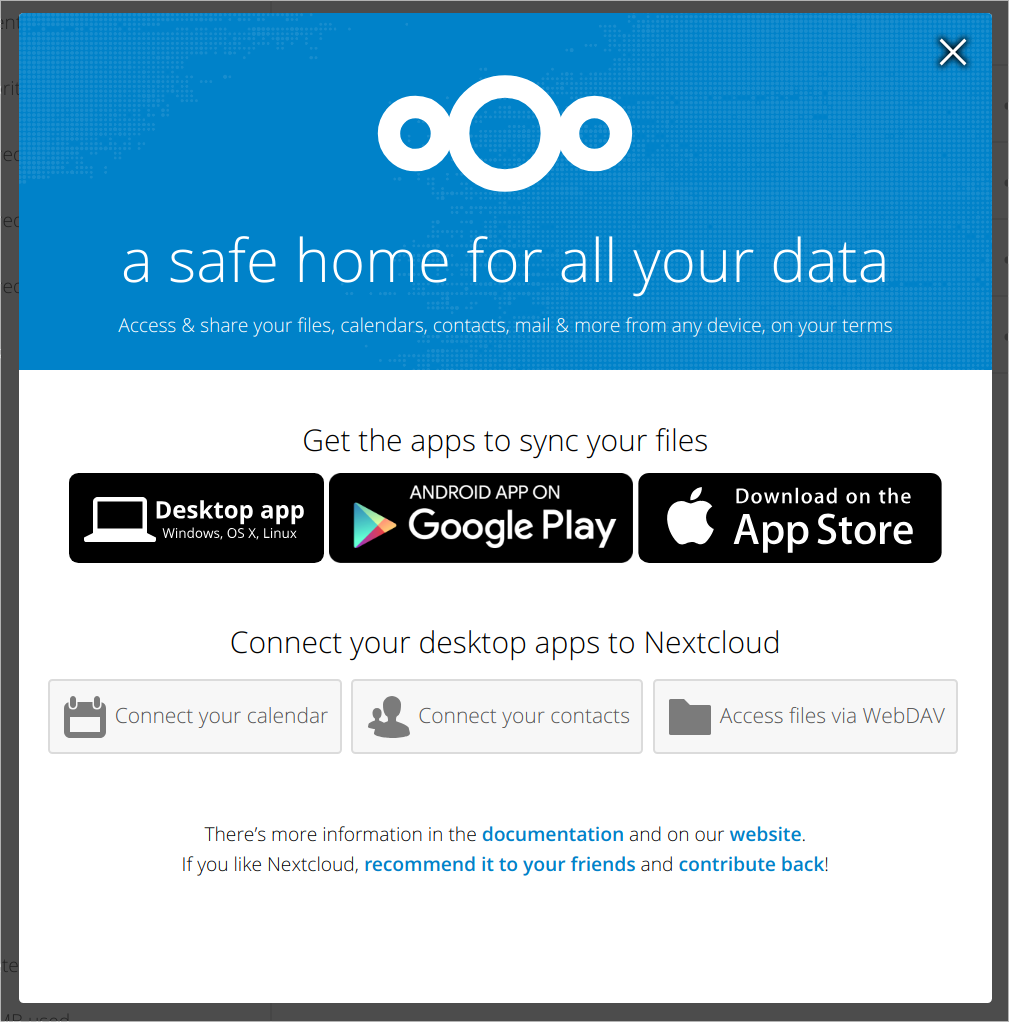 a safe home for all your data
Access & share your files, calendars, contacts, mail & more from any device, on your terms
Get the apps to sync your files
Desktop app
Windows, OS X, Linux
ANDROID APP ON
Google Play
Download on the
App Store
Connect your desktop apps to Nextcloud
Connect your calendar
Connect your contacts
Access files via WebDAV
There’s more information in the documentation and on our website.
If you like Nextcloud, recommend it to your friends and contribute back!